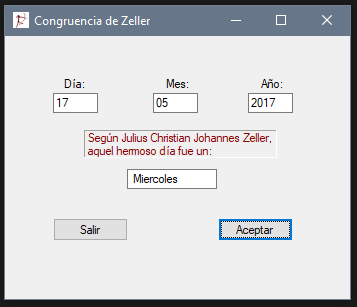 Congruencia de Zeller
Día: Mes: Año:
17 05 2017
Según Julius Christian Johannes Zeller,
aquel hermoso día fue un:
Miercoles
Salir Aceptar